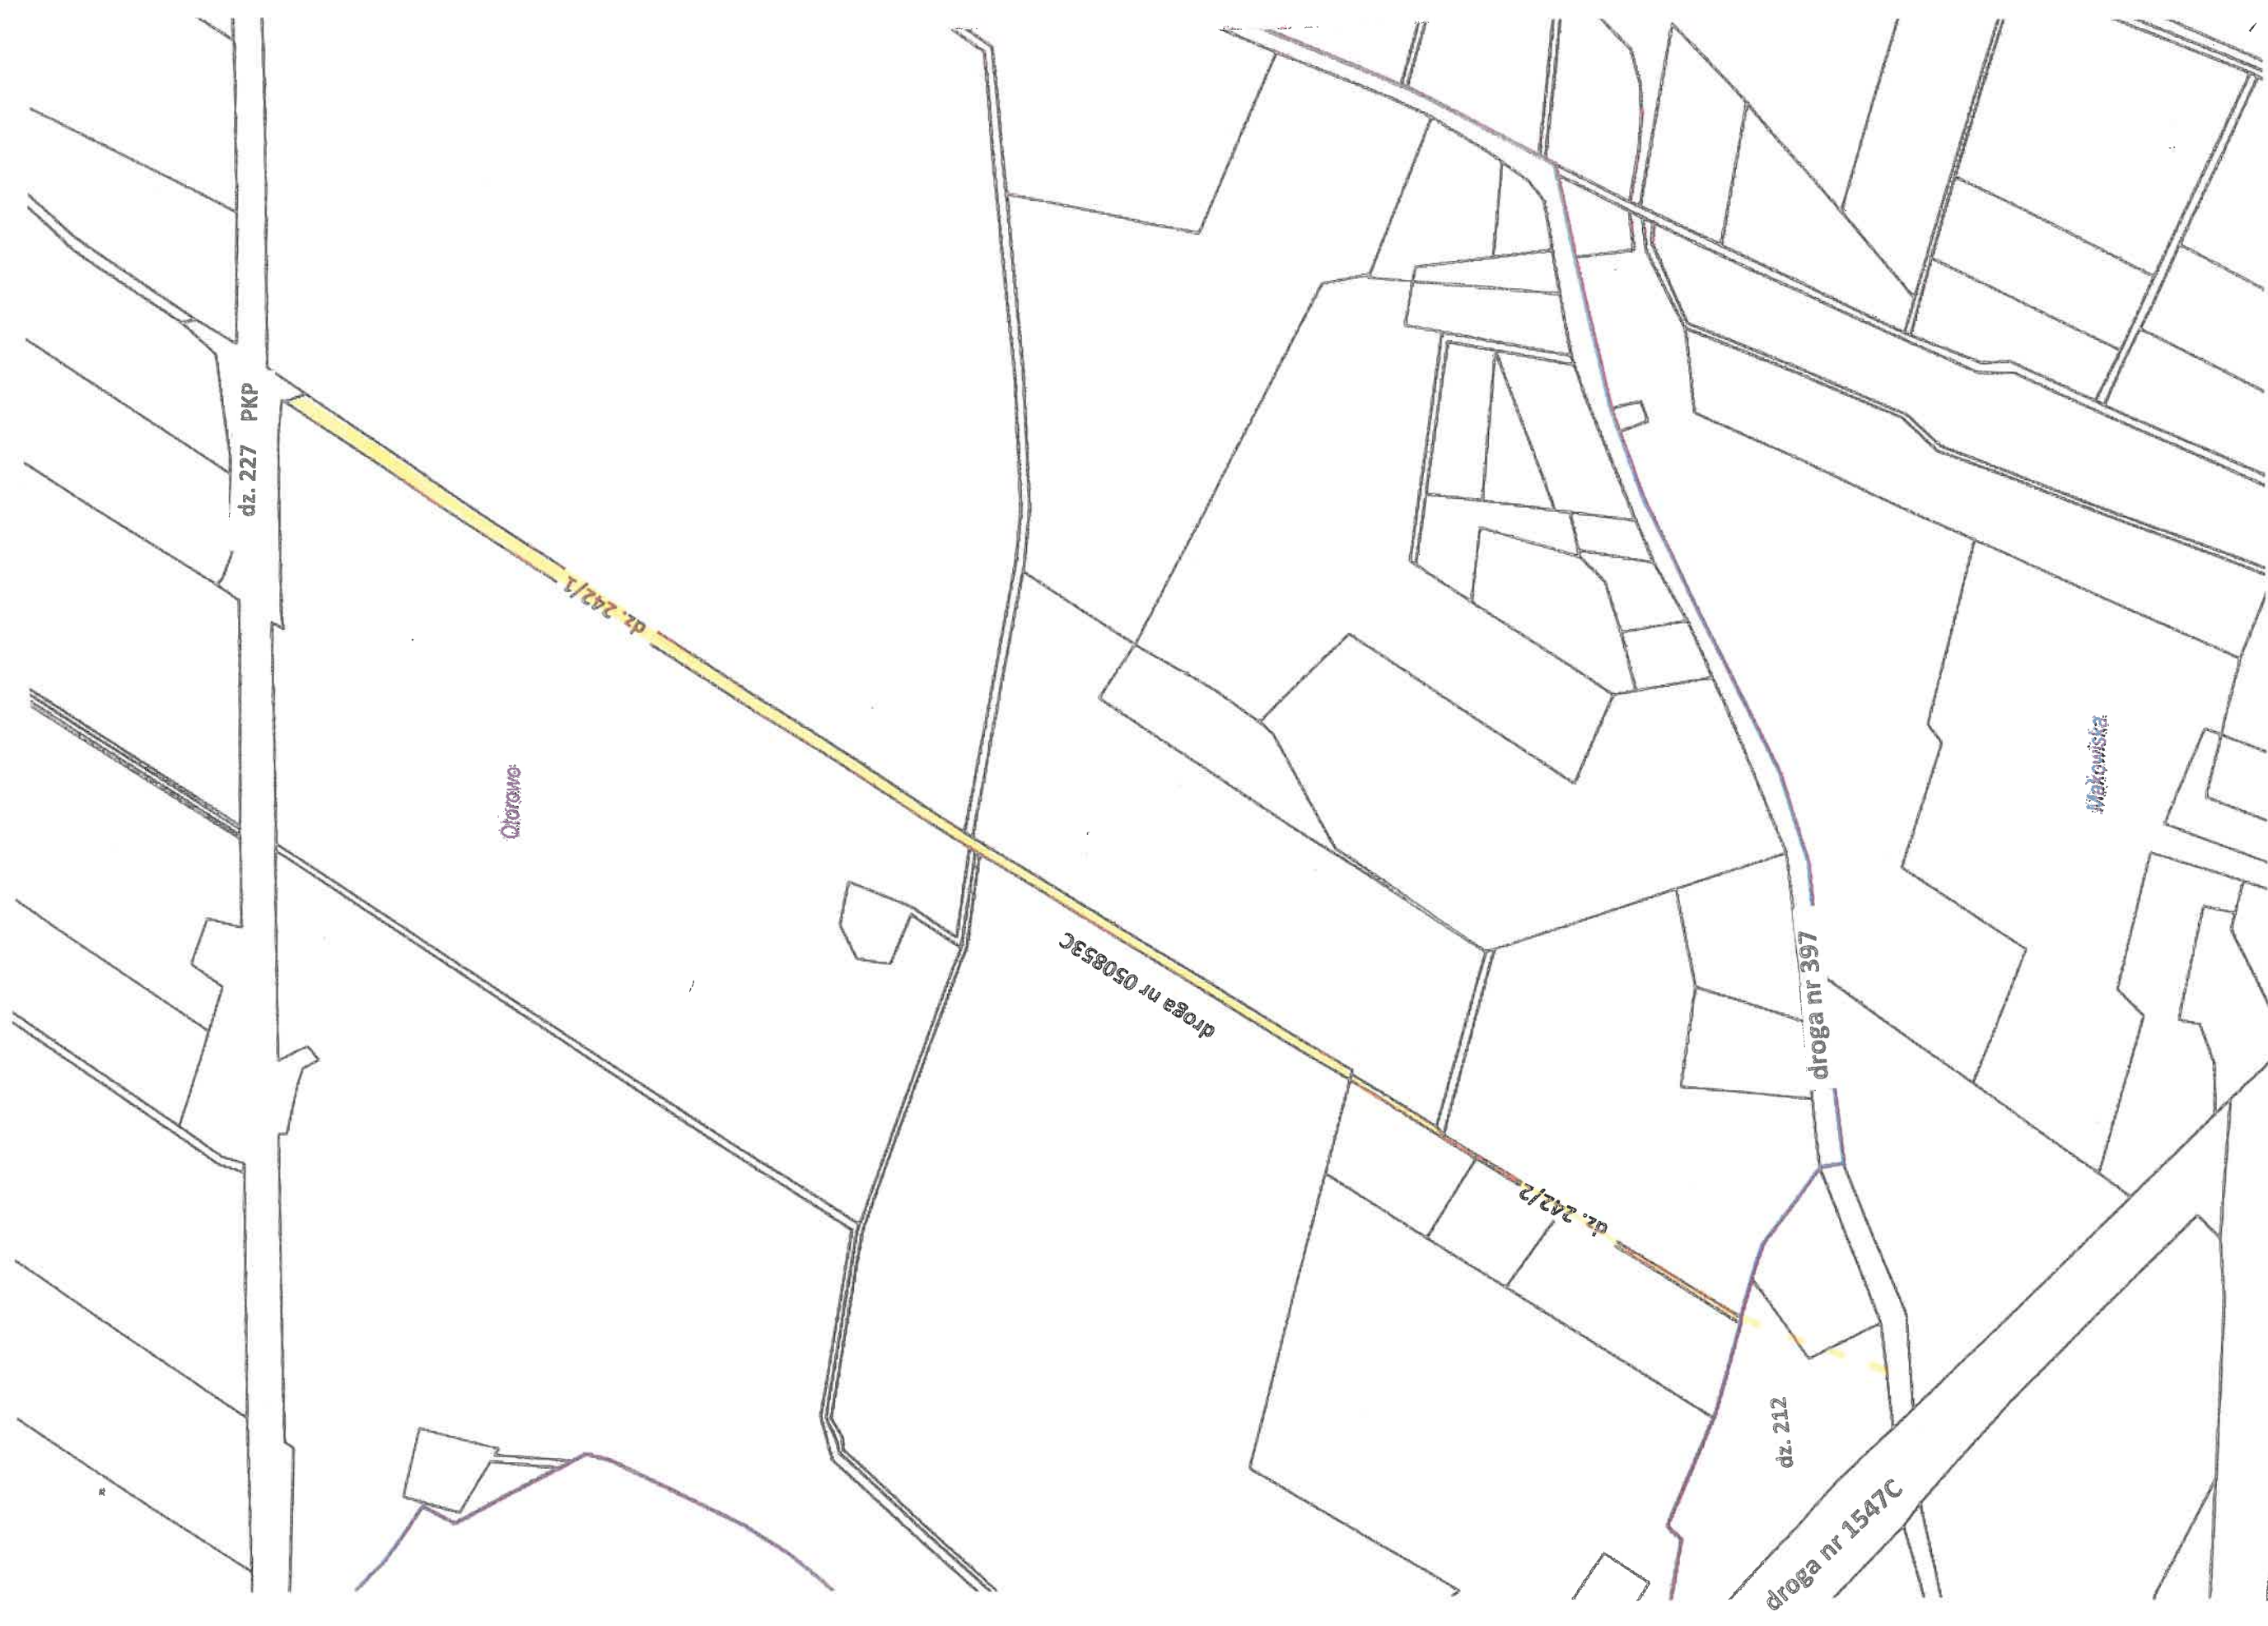 dz. 227 PKP
dz. 242/1
Otorowo
Makowiska
droga nr 0508533C
droga nr 397
dz. 242/2
dz. 212
droga nr 1547C